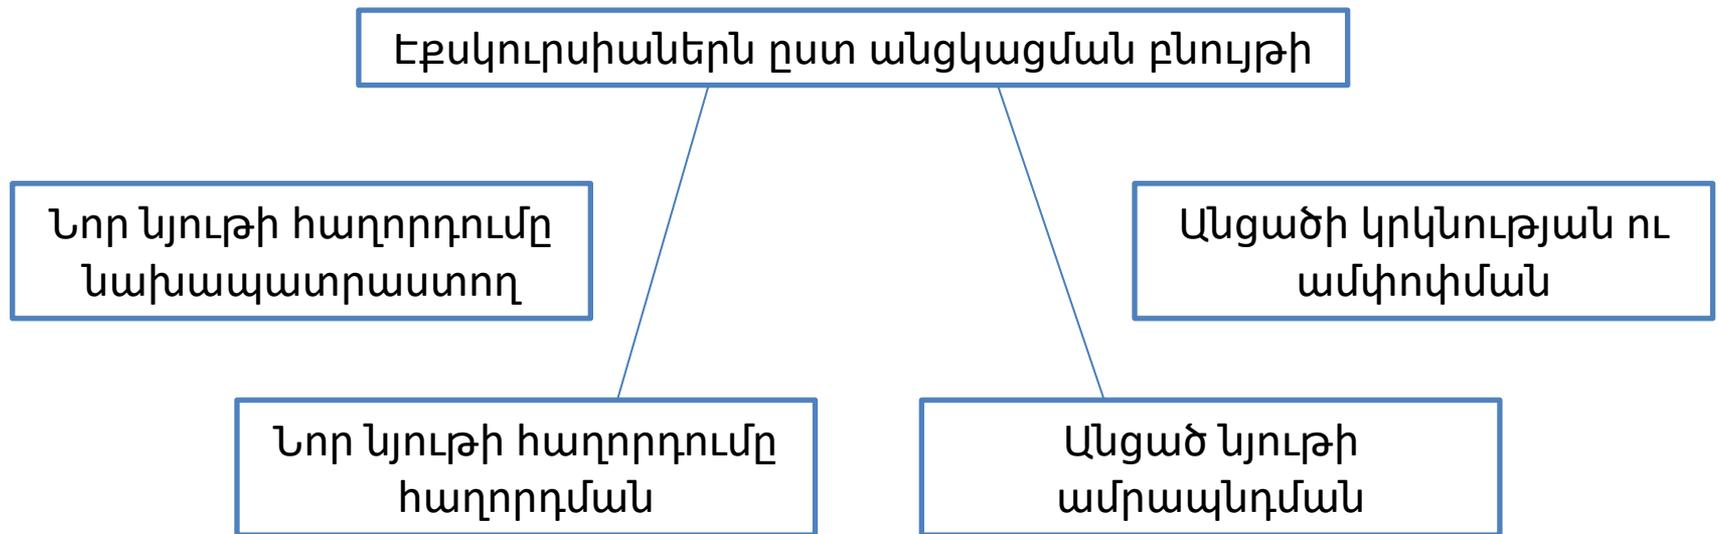 Էքսկուրսիաներն ըստ անցկացման բնույթի
Նոր նյութի հաղորդումը
նախապատրաստող
Անցածի կրկնության ու
ամփոփման
Նոր նյութի հաղորդումը
հաղորդման
Անցած նյութի
ամրապնդման